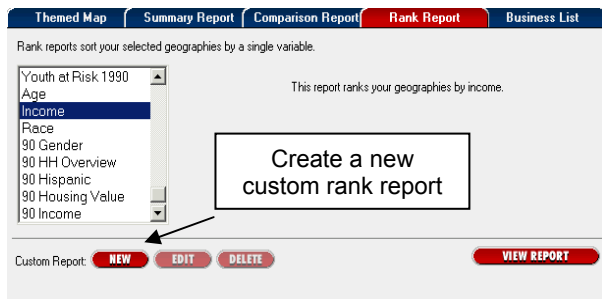 Themed Map Summary Report Comparison Report Rank Report Business List
Rank reports sort your selected geographies by a single variable.
Youth at Risk 1990
Age
Income
Race
90 Gender
90 HH Overview
90 Hispanic
90 Housing Value
90 Income
This report ranks your geographies by income.
Create a new
custom rank report
Custom Report: NEW EDIT DELETE VIEW REPORT